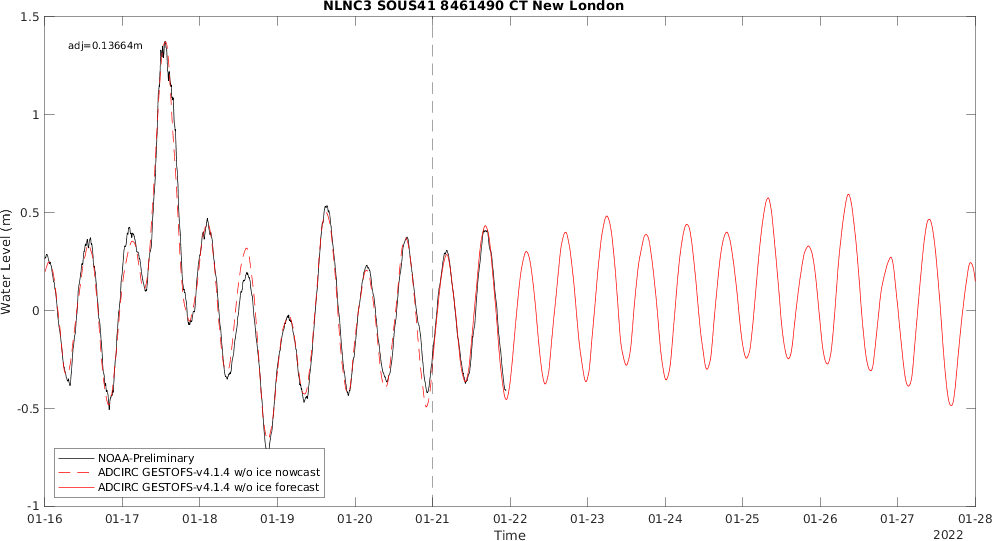 NLNC3 SOUS41 8461490 CT New London
adj=0.13664m
1.5
1
0.5
0
-0.5
-1
Water Level (m)
NOAA-Preliminary
ADCIRC GESTOFS-v4.1.4 w/o ice nowcast
ADCIRC GESTOFS-v4.1.4 w/o ice forecast
01-16 01-17 01-18 01-19 01-20 01-21 01-22 01-23 01-24 01-25 01-26 01-27 01-28
Time
2022